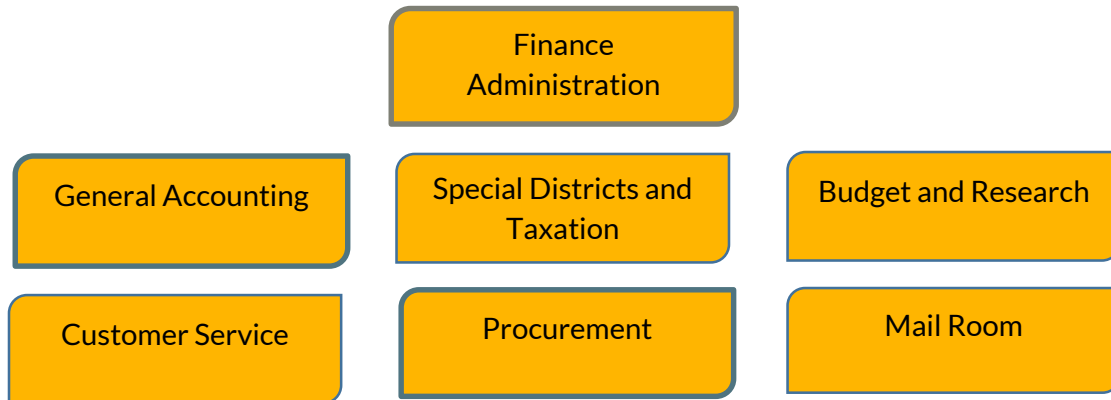 Finance
Administration
General Accounting
Special Districts and
Taxation
Budget and Research
Customer Service
Procurement
Mail Room